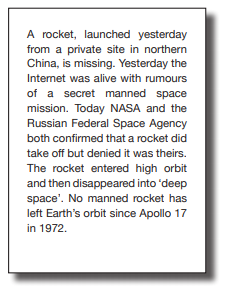 A rocket, launched yesterday
from a private site in northern
China, is missing. Yesterday the
Internet was alive with rumours
of a secret manned space
mission. Today NASA and the
Russian Federal Space Agency
both confirmed that a rocket did
take off but denied it was theirs.
The rocket entered high orbit
and then disappeared into ‘deep
space’. No manned rocket has
left Earth’s orbit since Apollo 17
in 1972.